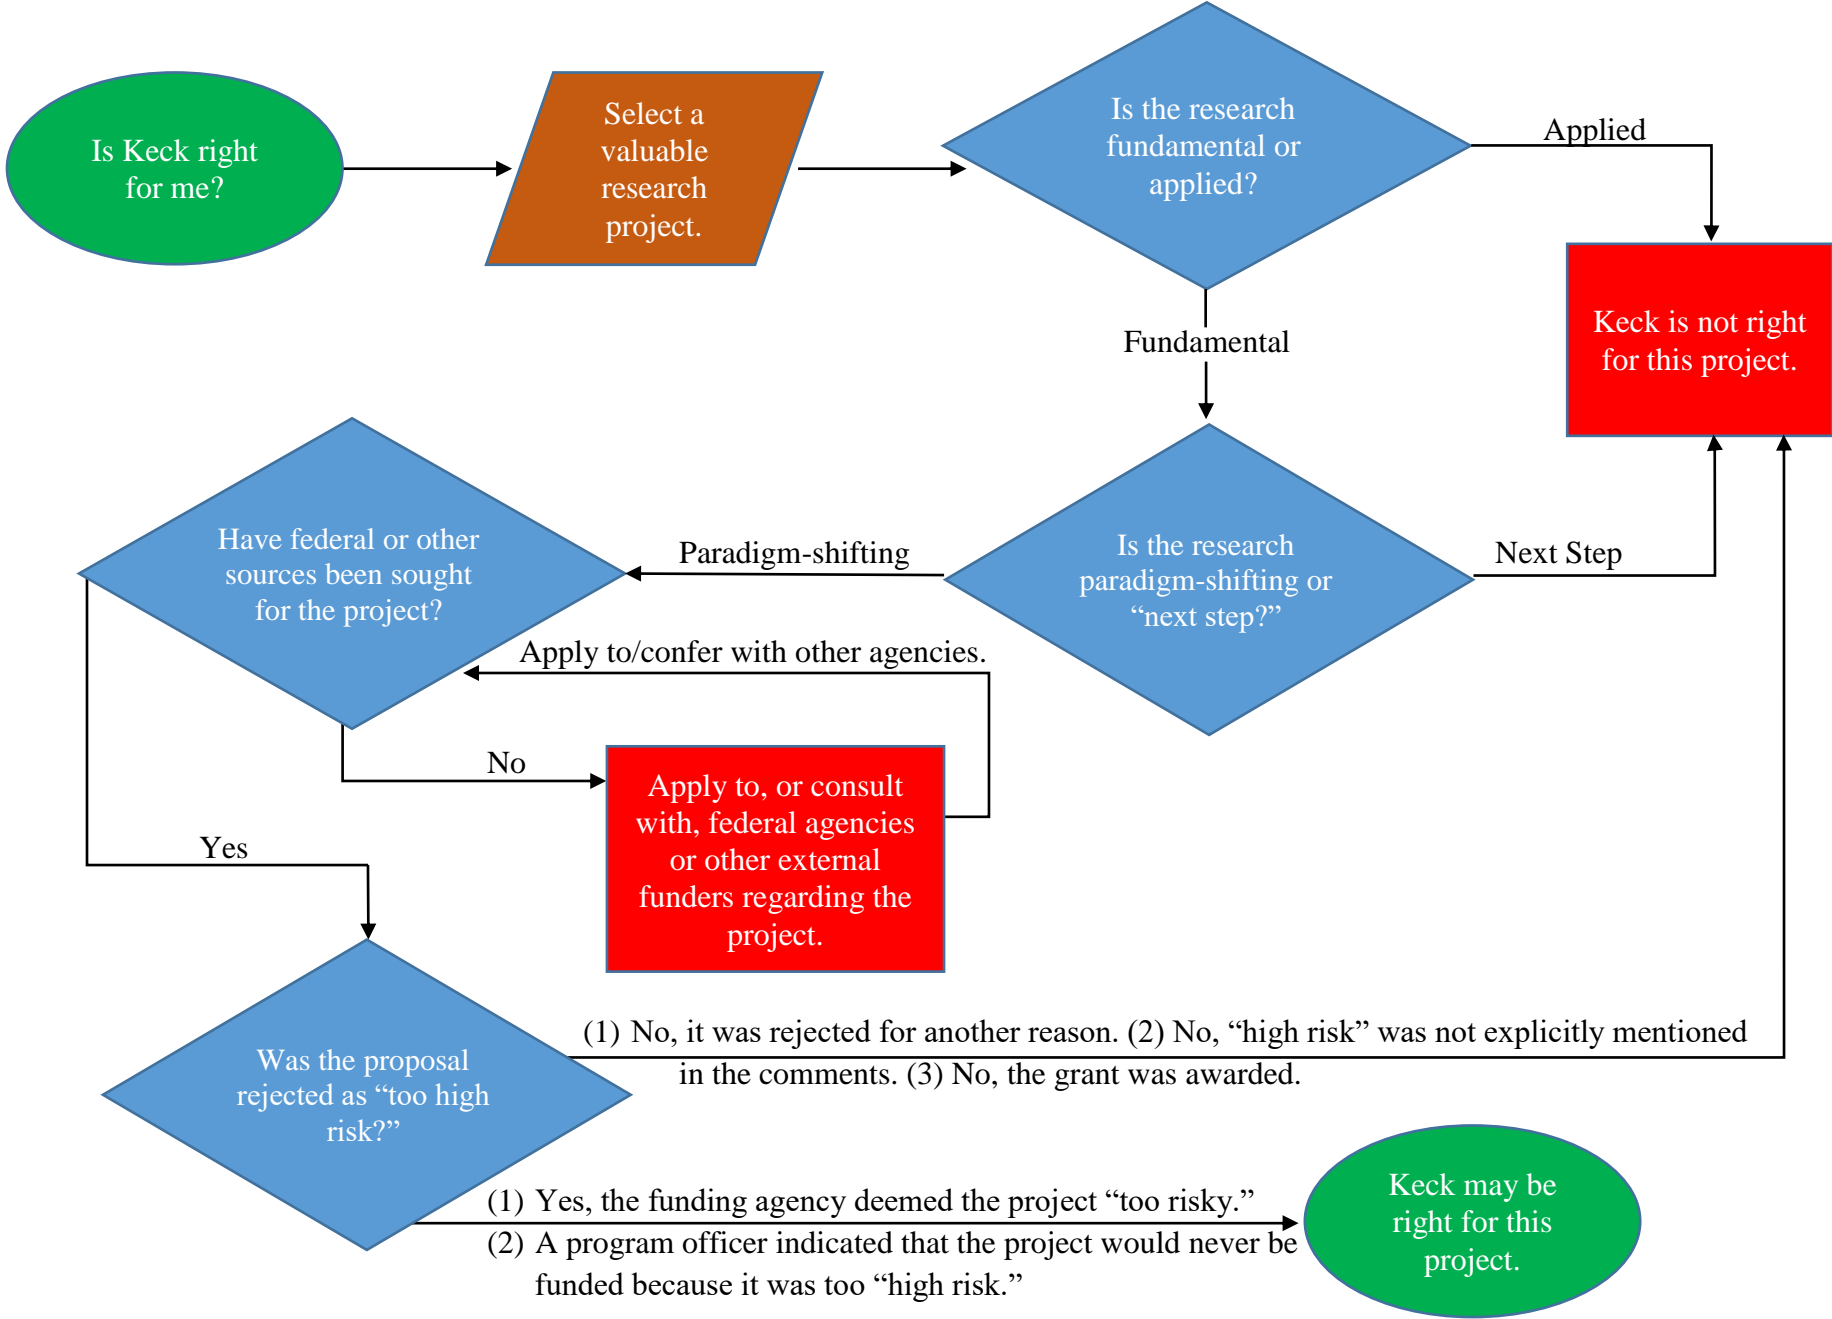 Is Keck right
for me?
Select a
valuable
research
project.
Is the research
fundamental or
applied?
Applied
Keck is not right
for this project.
Fundamental
Is the research
paradigm-shifting or
“next step?”
Next Step
Paradigm-shifting
Have federal or other
sources been sought
for the project?
Apply to/confer with other agencies.
No
Apply to, or consult
with, federal agencies
or other external
funders regarding the
project.
Yes
Was the proposal
rejected as “too high
risk?”
(1) No, it was rejected for another reason. (2) No, “high risk” was not explicitly mentioned
in the comments. (3) No, the grant was awarded.
(1) Yes, the funding agency deemed the project “too risky.”
(2) A program officer indicated that the project would never be
funded because it was too “high risk.”
Keck may be
right for this
project.